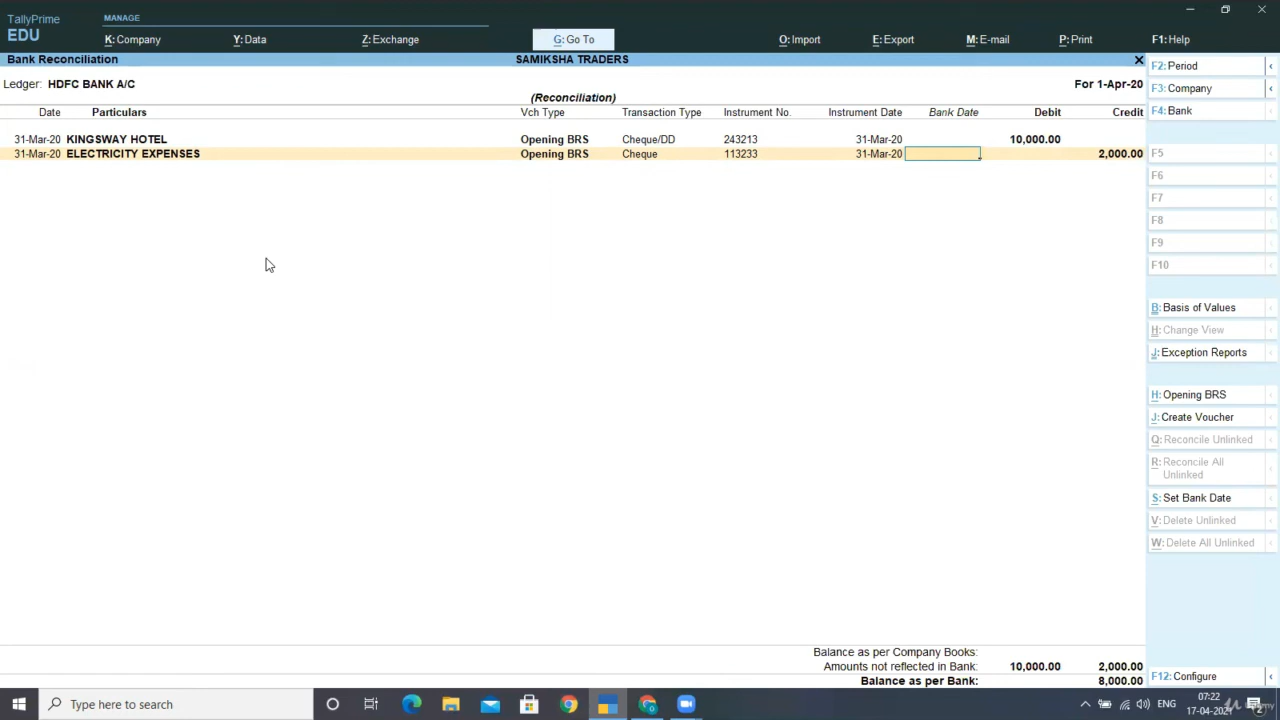 TallyPrime
EDU
MANAGE
K: Company Y: Data Z: Exchange G: Go To O: Import E: Export M: E-mail P: Print F1: Help
Bank Reconciliation SAMIKSHA TRADERS
Ledger: HDFC BANK A/C For 1-Apr-20
(Reconciliation)
Date Particulars Vch Type Transaction Type Instrument No. Instrument Date Bank Date Debit Credit
31-Mar-20 KINGSWAY HOTEL Opening BRS Cheque/DD 243213 31-Mar-20 10,000.00
31-Mar-20 ELECTRICITY EXPENSES Opening BRS Cheque 113233 31-Mar-20 2,000.00
F2: Period
F3: Company
F4: Bank
F5
F6
F7
F8
F9
F10
B: Basis of Values
H: Change View
J: Exception Reports
H: Opening BRS
J: Create Voucher
Q: Reconcile Unlinked
R: Reconcile All
Unlinked
S: Set Bank Date
V: Delete Unlinked
W: Delete All Unlinked
F12: Configure
Balance as per Company Books:
Amounts not reflected in Bank: 10,000.00 2,000.00
Balance as per Bank: 8,000.00
Type here to search
ENG
07:22
17-04-2021